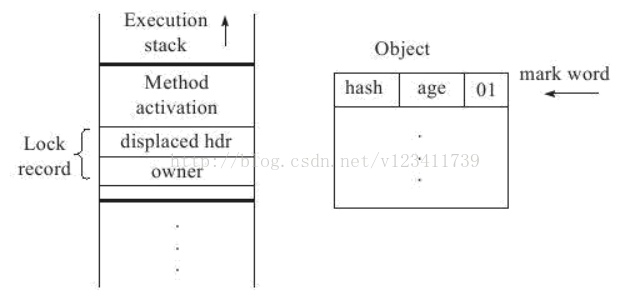 Execution
stack
Method
activation
Lock
record
displaced hdr
owner
Object
hash
age
01
mark word
http://blog.csdn.net/v123411739